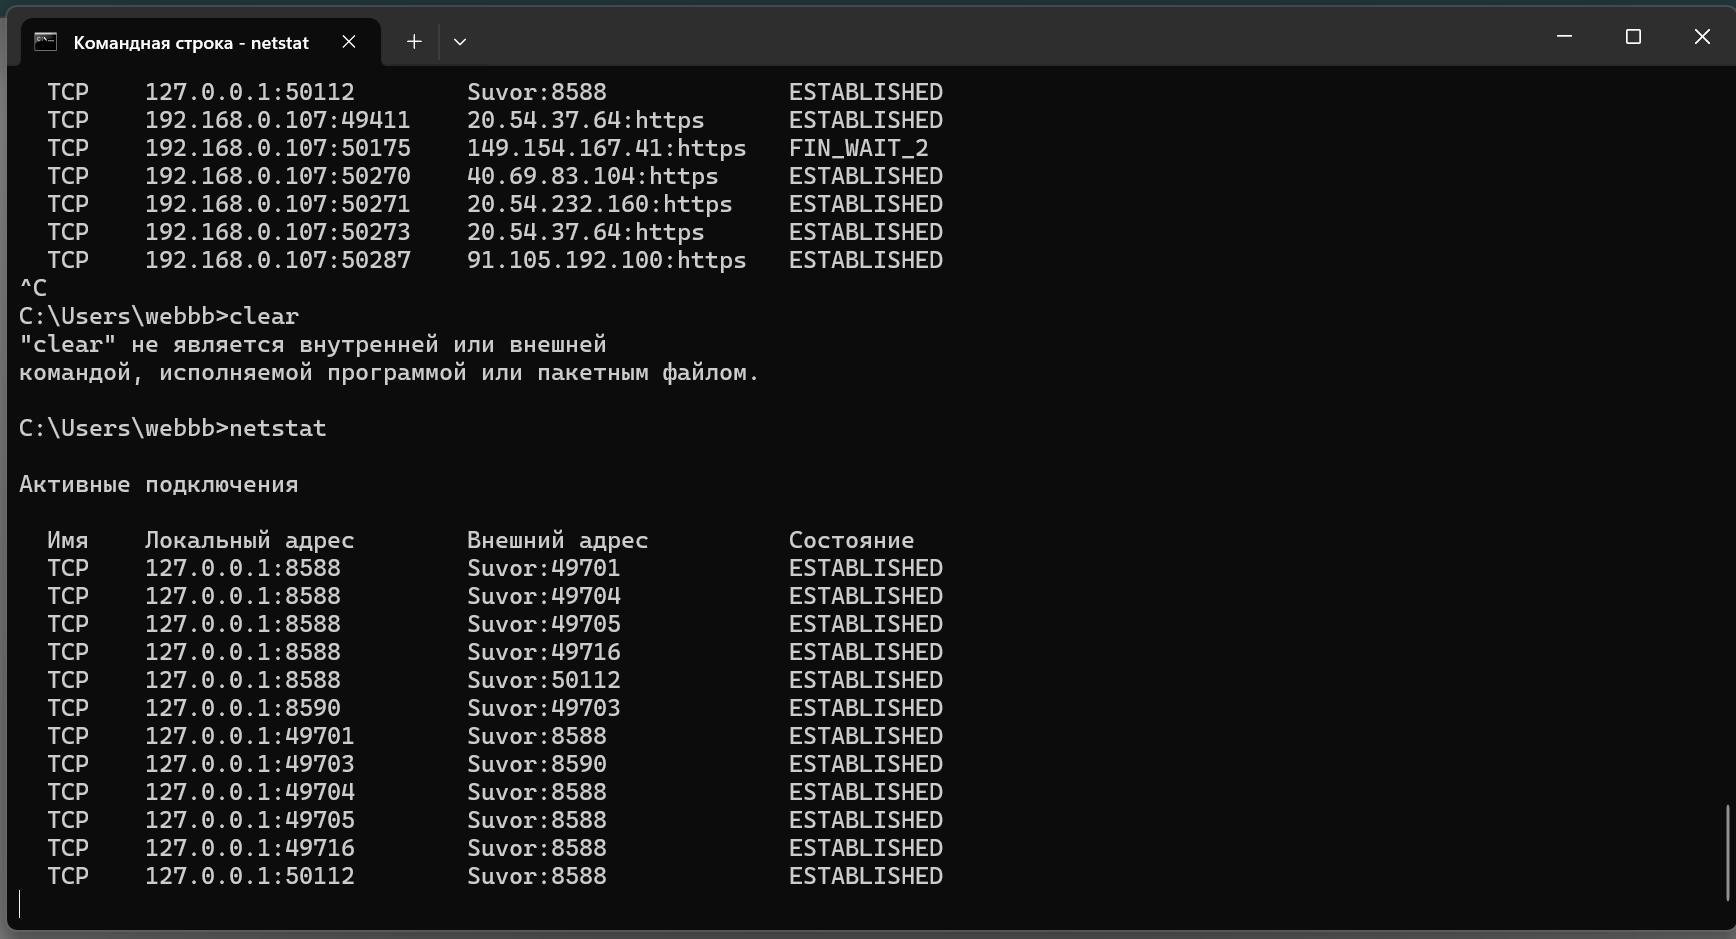 Командная строка - netstat
TCP 127.0.0.1:50112 Suvor:8588 ESTABLISHED
TCP 192.168.0.107:49411 20.54.37.64:https ESTABLISHED
TCP 192.168.0.107:50175 149.154.167.41:https FIN_WAIT_2
TCP 192.168.0.107:50270 40.69.83.104:https ESTABLISHED
TCP 192.168.0.107:50271 20.54.232.160:https ESTABLISHED
TCP 192.168.0.107:50273 20.54.37.64:https ESTABLISHED
TCP 192.168.0.107:50287 91.105.192.100:https ESTABLISHED
^C
C:\Users\webbb>clear
"clear" не является внутренней или внешней
командой, исполняемой программой или пакетным файлом.
C:\Users\webbb>netstat
Активные подключения
Имя Локальный адрес Внешний адрес Состояние
TCP 127.0.0.1:8588 Suvor:49701 ESTABLISHED
TCP 127.0.0.1:8588 Suvor:49704 ESTABLISHED
TCP 127.0.0.1:8588 Suvor:49705 ESTABLISHED
TCP 127.0.0.1:8588 Suvor:49716 ESTABLISHED
TCP 127.0.0.1:8588 Suvor:50112 ESTABLISHED
TCP 127.0.0.1:8590 Suvor:49703 ESTABLISHED
TCP 127.0.0.1:49701 Suvor:8588 ESTABLISHED
TCP 127.0.0.1:49703 Suvor:8590 ESTABLISHED
TCP 127.0.0.1:49704 Suvor:8588 ESTABLISHED
TCP 127.0.0.1:49705 Suvor:8588 ESTABLISHED
TCP 127.0.0.1:49716 Suvor:8588 ESTABLISHED
TCP 127.0.0.1:50112 Suvor:8588 ESTABLISHED